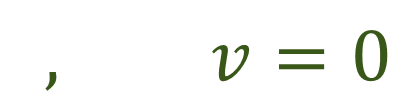 , 𝑣 = 0